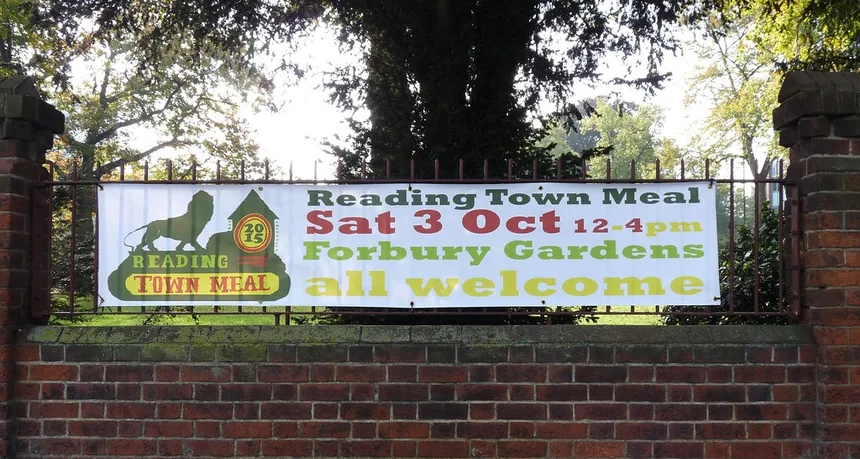 2015
READING
TOWN MEAL
Reading Town Meal
Sat 3 Oct 12-4pm
Forbury Gardens
all welcome